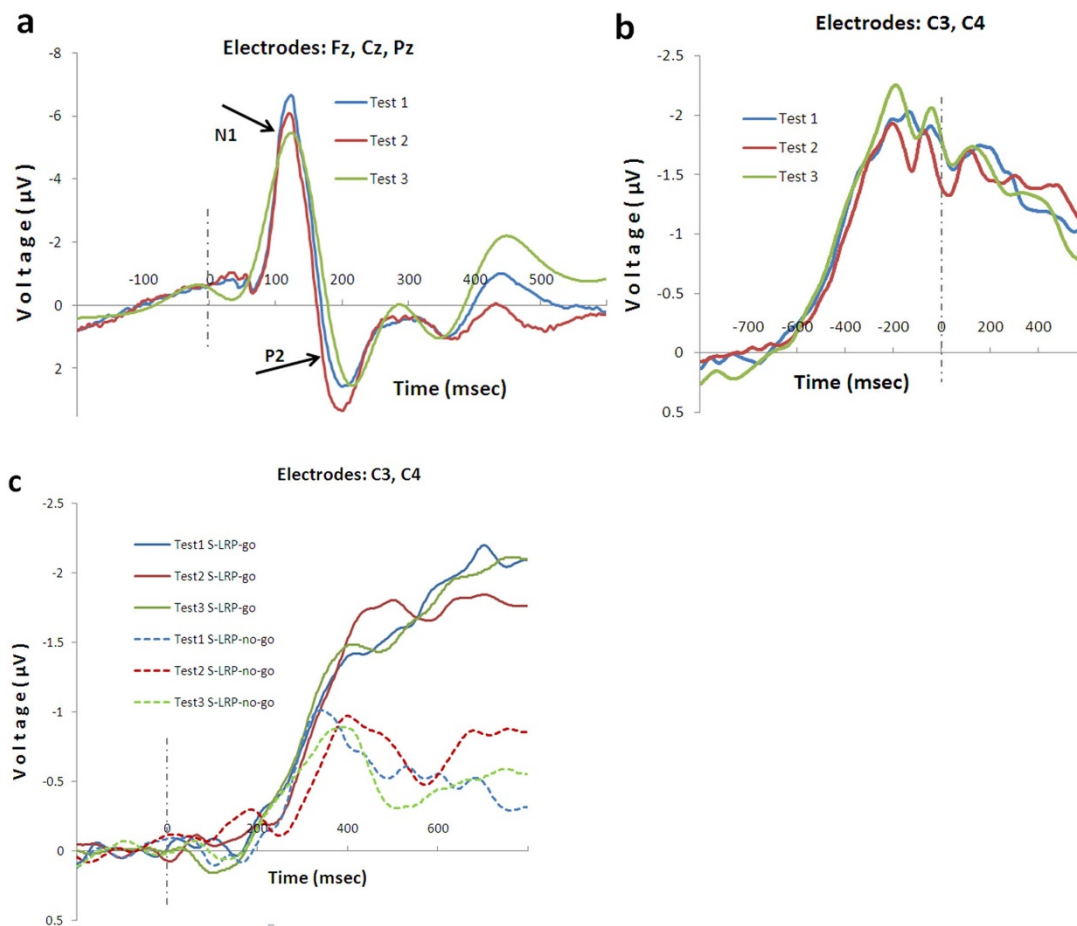 a
Electrodes: Fz, Cz, Pz
-8
-6
-4
-2
0
2
Voltage(µV)
N1
P2
Test 1
Test 2
Test 3
-100
0
100
200
300
400
500
Time (msec)
b
Electrodes: C3, C4
-2.5
-2
-1.5
-1
-0.5
0
0.5
Voltage(µV)
Test 1
Test 2
Test 3
-700
-600
-400
-200
0
200
400
Time (msec)
c
Electrodes: C3, C4
-2.5
-2
-1.5
-1
-0.5
0
0.5
Voltage(µV)
Test1 S-LRP-go
Test2 S-LRP-go
Test3 S-LRP-go
Test1 S-LRP-no-go
Test2 S-LRP-no-go
Test3 S-LRP-no-go
0
200
400
600
Time (msec)